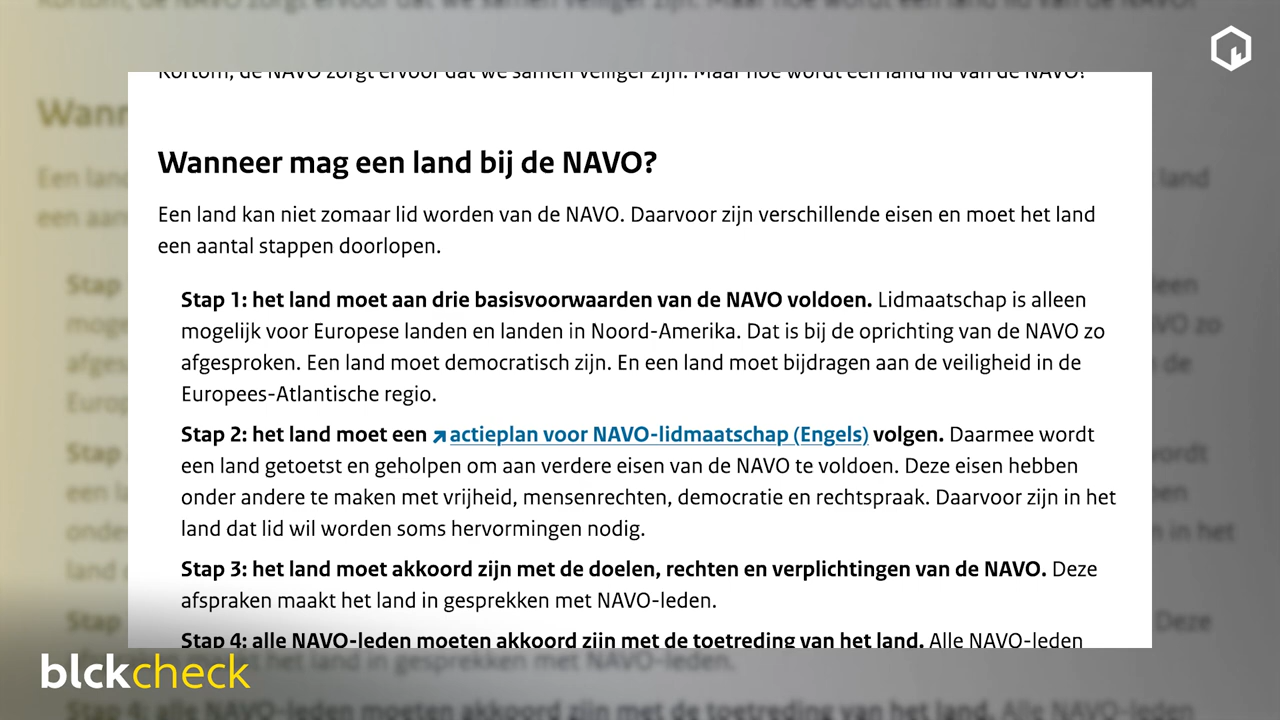 Kortom, de NAVO zorgt ervoor dat we samen veiliger zijn. Maar hoe wordt een land lid van de NAVO?
Wanneer mag een land bij de NAVO?
Een land kan niet zomaar lid worden van de NAVO. Daarvoor zijn verschillende eisen en moet het land
een aantal stappen doorlopen.
Stap 1: het land moet aan drie basisvoorwaarden van de NAVO voldoen. Lidmaatschap is alleen
mogelijk voor Europese landen en landen in Noord-Amerika. Dat is bij de oprichting van de NAVO zo
afgesproken. Een land moet democratisch zijn. En een land moet bijdragen aan de veiligheid in de
Europees-Atlantische regio.
Stap 2: het land moet een actieplan voor NAVO-lidmaatschap (Engels) volgen. Daarmee wordt
een land getoetst en geholpen om aan verdere eisen van de NAVO te voldoen. Deze eisen hebben
onder andere te maken met vrijheid, mensenrechten, democratie en rechtspraak. Daarvoor zijn in het
land dat lid wil worden soms hervormingen nodig.
Stap 3: het land moet akkoord zijn met de doelen, rechten en verplichtingen van de NAVO. Deze
afspraken maakt het land in gesprekken met NAVO-leden.
Stap 4: alle NAVO-leden moeten akkoord zijn met de toetreding van het land. Alle NAVO-leden
blckcheck